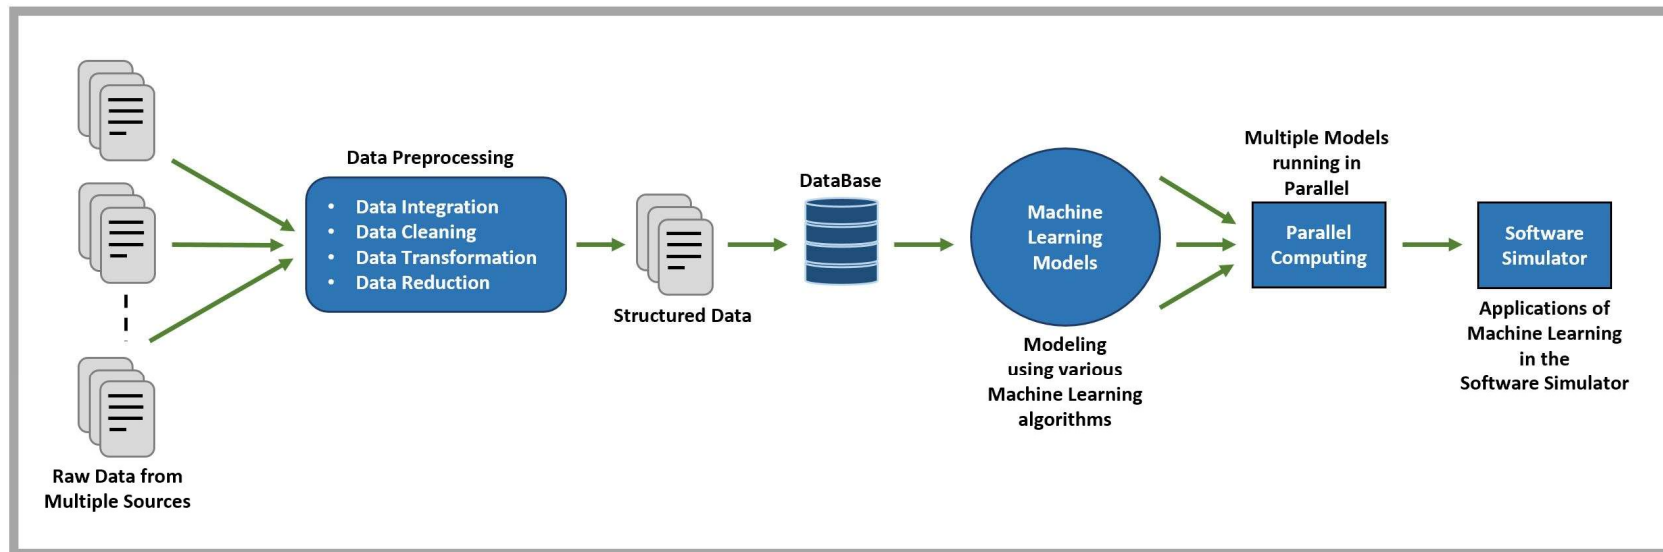 Raw Data from
Multiple Sources
Data Preprocessing
• Data Integration
• Data Cleaning
• Data Transformation
• Data Reduction
Structured Data
DataBase
Machine
Learning
Models
Modeling
using various
Machine Learning
algorithms
Multiple Models
running in
Parallel
Parallel
Computing
Software
Simulator
Applications of
Machine Learning
in the
Software Simulator